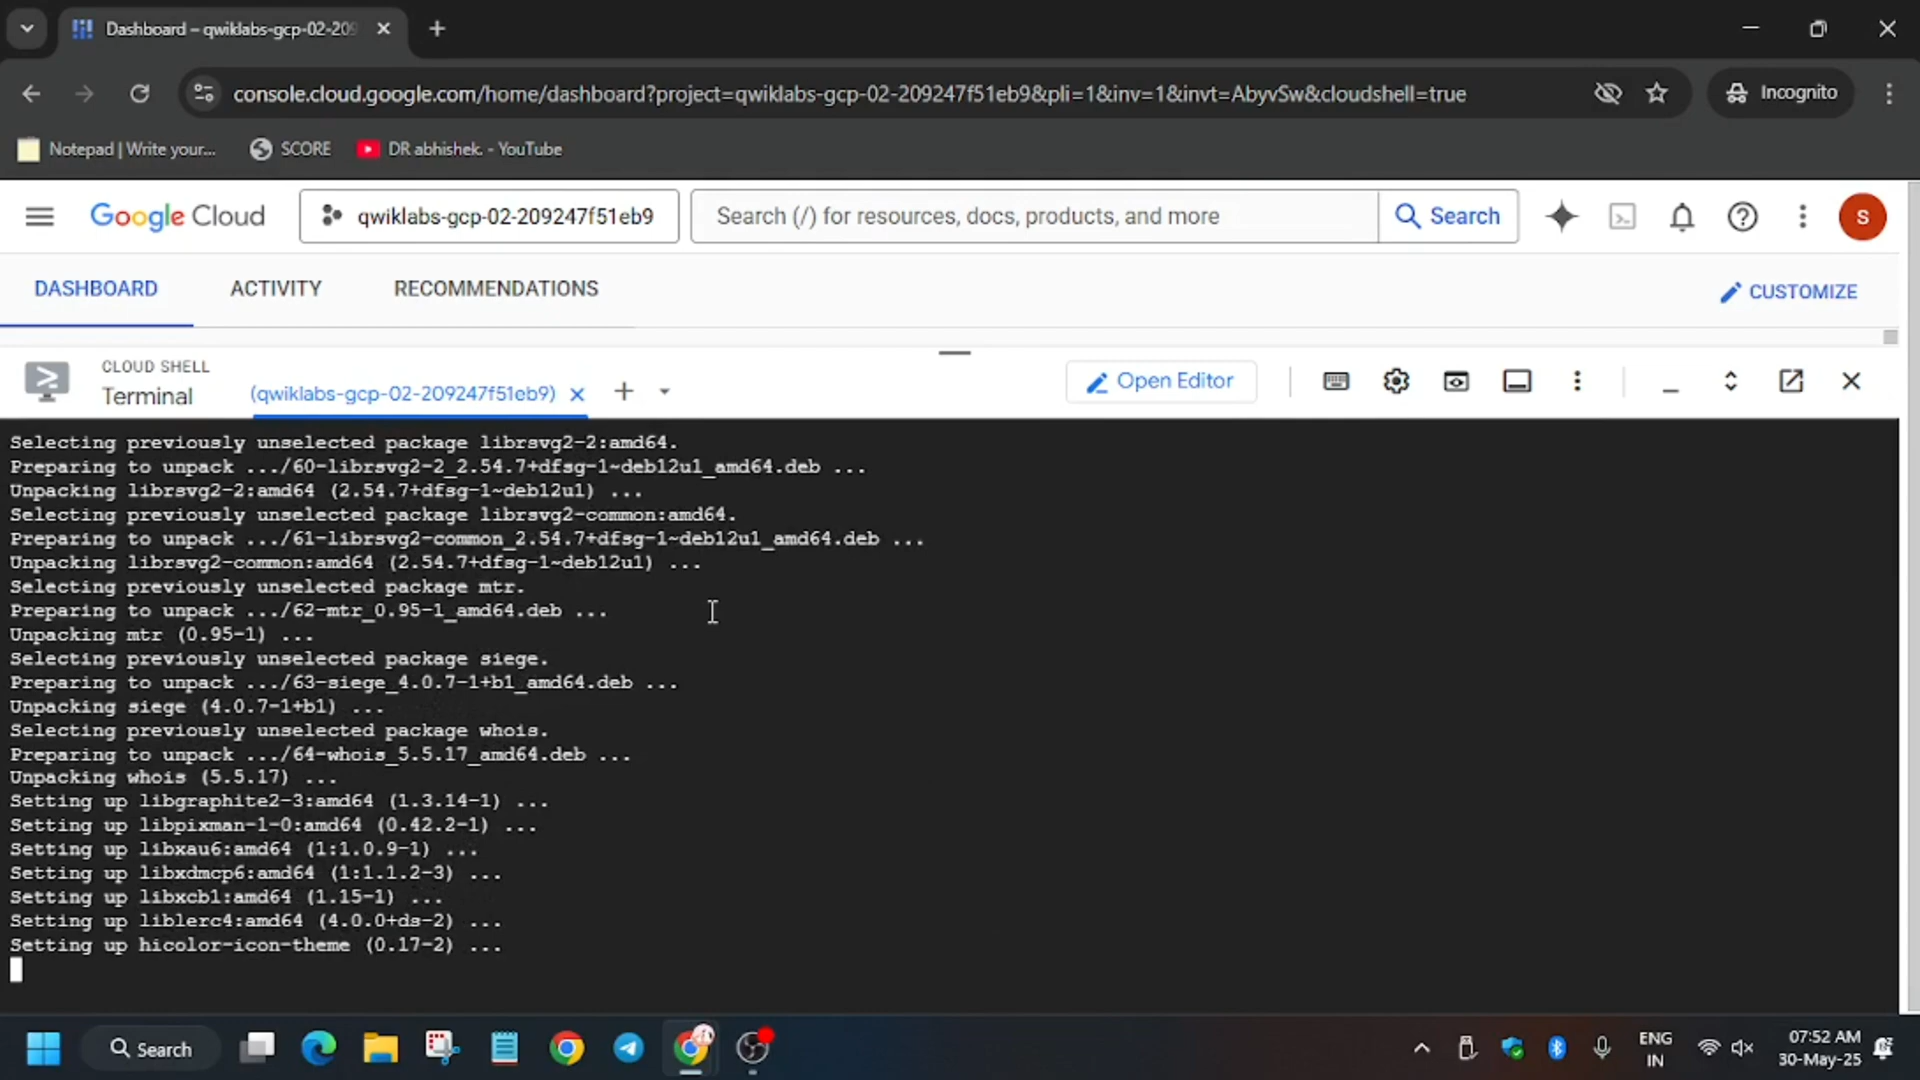 Dashboard – qwiklabs-gcp-02-209
console.cloud.google.com/home/dashboard?project=qwiklabs-gcp-02-209247f51eb9&pli=1&inv=1&invt=AbyvSw&cloudshell=true
Incognito
Notepad | Write your...
SCORE
DR abhishek. - YouTube
Google Cloud
qwiklabs-gcp-02-209247f51eb9
Search (/) for resources, docs, products, and more
Search
S
DASHBOARD
ACTIVITY
RECOMMENDATIONS
CUSTOMIZE
CLOUD SHELL
Terminal
(qwiklabs-gcp-02-209247f51eb9)
Open Editor
Selecting previously unselected package librsvg2-2:amd64.
Preparing to unpack .../60-librsvg2-2_2.54.7+dfsg-1~deb12u1_amd64.deb ...
Unpacking librsvg2-2:amd64 (2.54.7+dfsg-1~deb12u1) ...
Selecting previously unselected package librsvg2-common:amd64.
Preparing to unpack .../61-librsvg2-common_2.54.7+dfsg-1~deb12u1_amd64.deb ...
Unpacking librsvg2-common:amd64 (2.54.7+dfsg-1~deb12u1) ...
Selecting previously unselected package mtr.
Preparing to unpack .../62-mtr_0.95-1_amd64.deb ...
Unpacking mtr (0.95-1) ...
Selecting previously unselected package siege.
Preparing to unpack .../63-siege_4.0.7-1+b1_amd64.deb ...
Unpacking siege (4.0.7-1+b1) ...
Selecting previously unselected package whois.
Preparing to unpack .../64-whois_5.5.17_amd64.deb ...
Unpacking whois (5.5.17) ...
Setting up libgraphite2-3:amd64 (1.3.14-1) ...
Setting up libpixman-1-0:amd64 (0.42.2-1) ...
Setting up libxau6:amd64 (1:1.0.9-1) ...
Setting up libxdmcp6:amd64 (1:1.1.2-3) ...
Setting up libxcb1:amd64 (1.15-1) ...
Setting up liblerc4:amd64 (4.0.0+ds-2) ...
Setting up hicolor-icon-theme (0.17-2) ...
Search
ENG
IN
07:52 AM
30-May-25